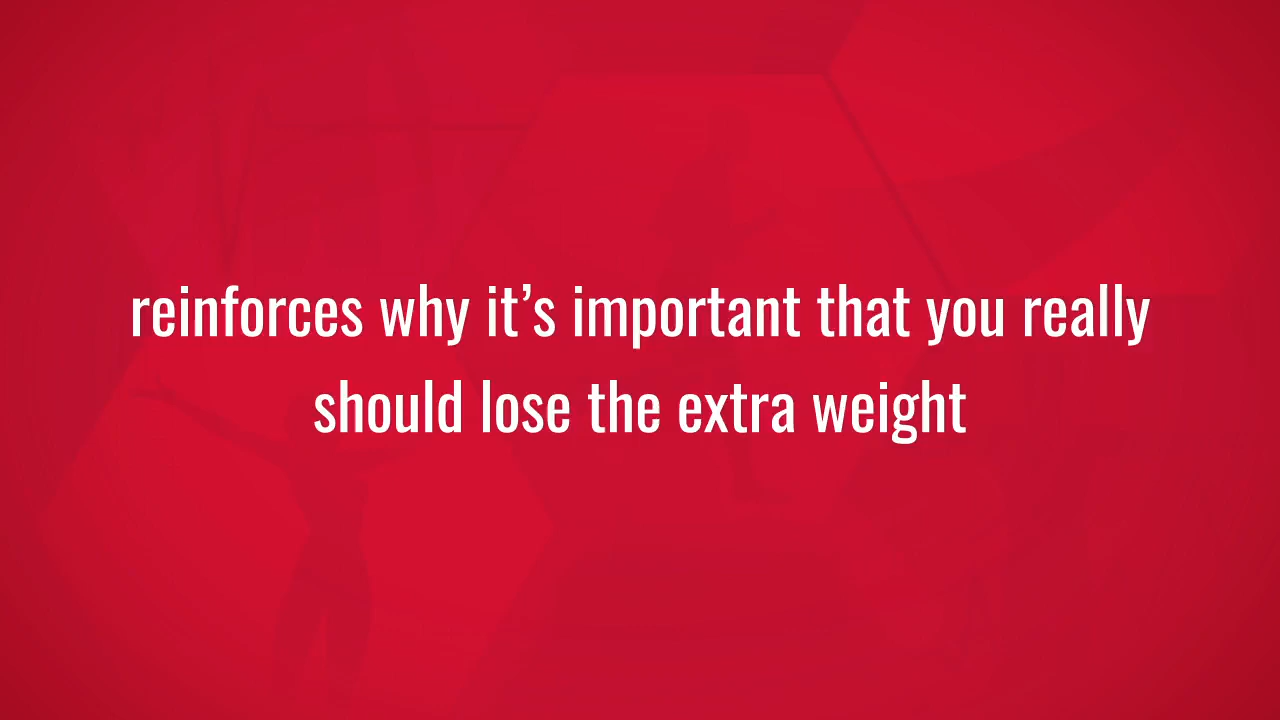 reinforces why it’s important that you really
should lose the extra weight